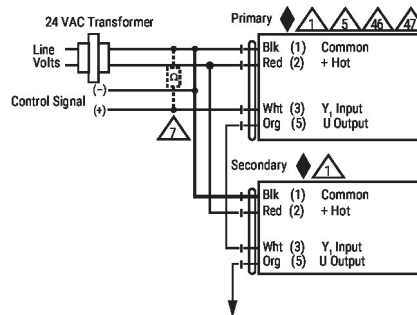 24 VAC Transformer
Primary 1 5 46 47
Line Volts
Blk (1) Common
Red (2) + Hot
Ω
Control Signal (–)
(+)
Wht (3) Y1 Input
Org (5) U Output
7
Secondary 1
Blk (1) Common
Red (2) + Hot
Wht (3) Y1 Input
Org (5) U Output